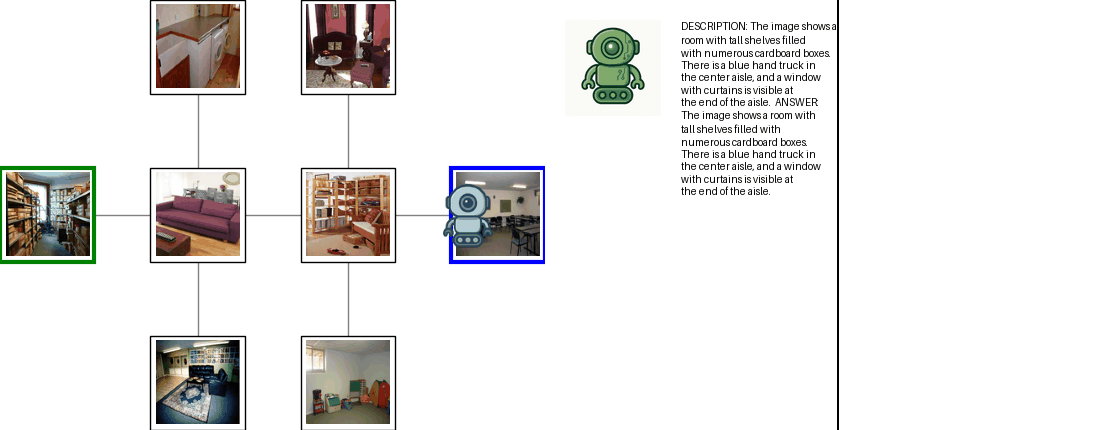 DESCRIPTION: The image shows a
room with tall shelves filled
with numerous cardboard boxes.
There is a blue hand truck in
the center aisle, and a window
with curtains is visible at
the end of the aisle.  ANSWER
The image shows a room with
tall shelves filled with
numerous cardboard boxes.
There is a blue hand truck in
the center aisle, and a window
with curtains is visible at
the end of the aisle.